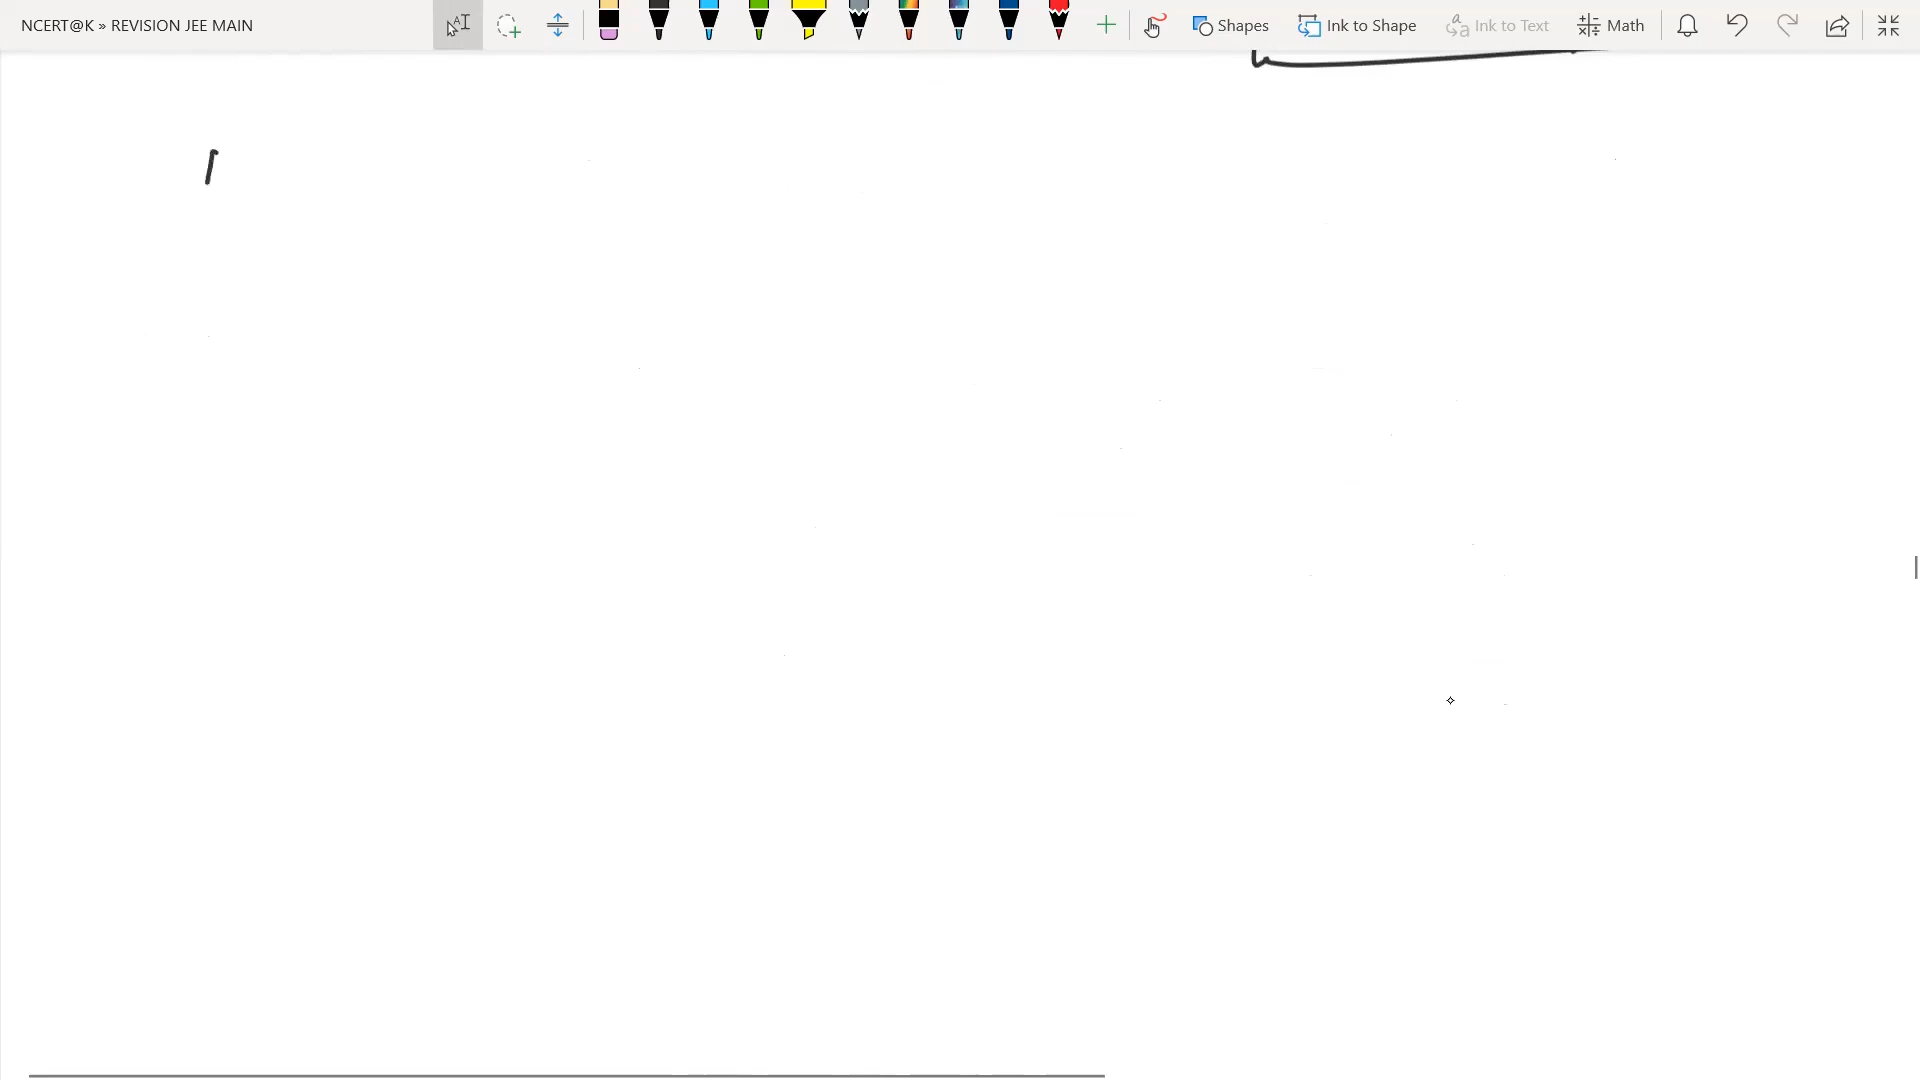 NCERT@K » REVISION JEE MAIN Shapes Ink to Shape Ink to Text Math